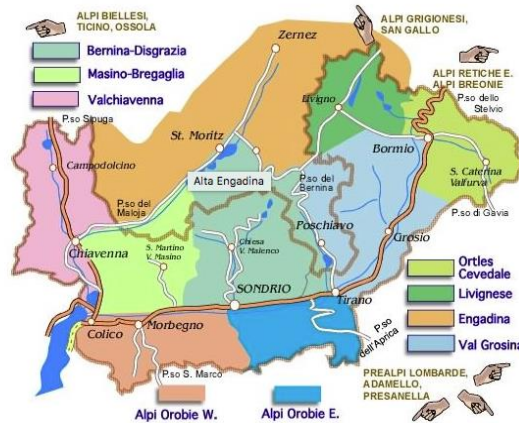 ALPI BIELLESI,
TICINO, OSSOLA
ALPI GRIGIONESI,
SAN GALLO
ALPI RETICHE E.
ALPI BREONIE
Bernina-Disgrazia
Masino-Bregaglia
Valchiavenna
Zernez
P.so dello
Stelvio
Livigno
P.so Spluga
St. Moritz
Bormio
Campodolcino
Alta Engadina
P.so del
Bernina
S. Caterina
Valfurva
P.so del
Maloja
Poschiavo
P.so di Gavia
Chiavenna
S. Martino
V. Masino
Chiesa
V. Malenco
Grosio
SONDRIO
Tirano
Ortles
Cevedale
Livignese
Engadina
Val Grosina
Colico
Morbegno
P.so
dell'Aprica
P.so S. Marco
PREALPI LOMBARDE,
ADAMELLO,
PRESANELLA
Alpi Orobie W.
Alpi Orobie E.